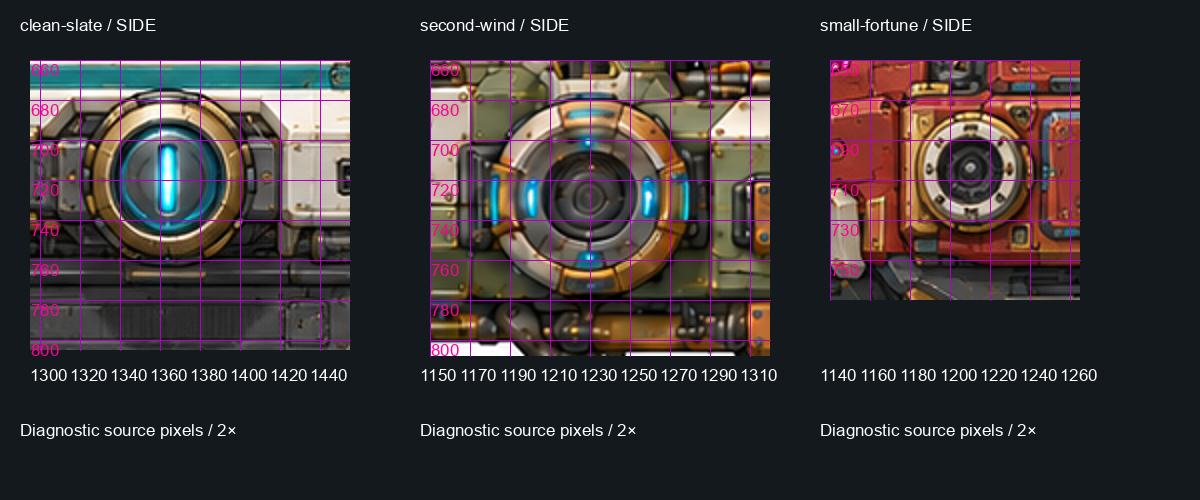 clean-slate / SIDE
second-wind / SIDE
small-fortune / SIDE
660
680
700
720
740
760
780
800
660
680
700
720
740
760
780
800
670
690
710
730
750
1300 1320 1340 1360 1380 1400 1420 1440
1150 1170 1190 1210 1230 1250 1270 1290 1310
1140 1160 1180 1200 1220 1240 1260
Diagnostic source pixels / 2×
Diagnostic source pixels / 2×
Diagnostic source pixels / 2×